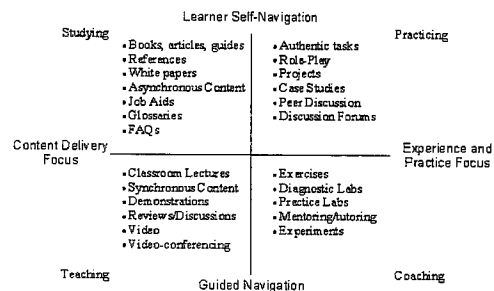 Learner Self-Navigation
Studying
Practicing
• Books, articles, guides
• References
• White papers
• Asynchronous Content
• Job Aids
• Glossaries
• FAQs
• Authentic tasks
• Role-Play
• Projects
• Case Studies
• Peer Discussion
• Discussion Forums
Content Delivery
Focus
Experience and
Practice Focus
• Classroom Lectures
• Synchronous Content
• Demonstrations
• Reviews/Discussions
• Video
• Video-conferencing
• Exercises
• Diagnostic Labs
• Practice Labs
• Mentoring/tutoring
• Experiments
Teaching
Guided Navigation
Coaching